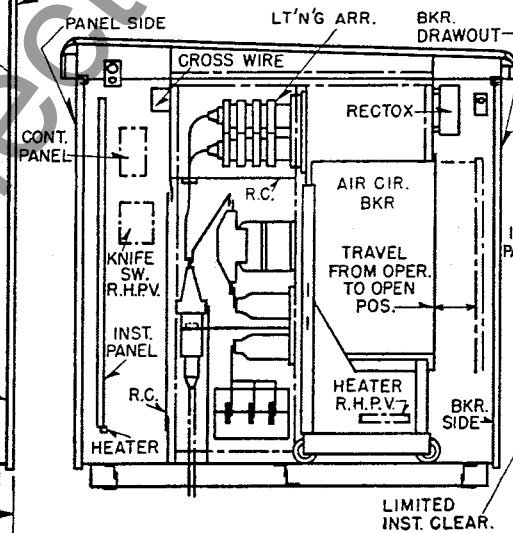 PANEL SIDE
LT'N'G ARR.
BKR.
DRAWOUT
CROSS WIRE
RECTOX
CONT.
PANEL
R.C.
AIR CIR.
BKR
KNIFE
SW.
R.H.P.V.
TRAVEL
FROM OPER.
TO OPEN
POS.
INST.
PANEL
R.C.
HEATER
R.H.P.V.
BKR.
SIDE
HEATER
LIMITED
INST. CLEAR.